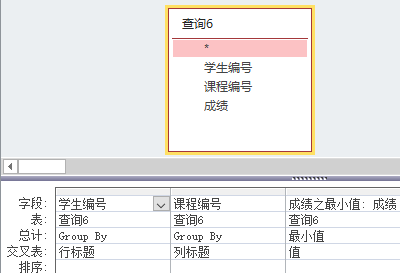 查询6
*
学生编号
课程编号
成绩
字段: 学生编号 课程编号 成绩之最小值: 成绩
表: 查询6 查询6 查询6
总计: Group By Group By 最小值
交叉表: 行标题 列标题 值
排序: